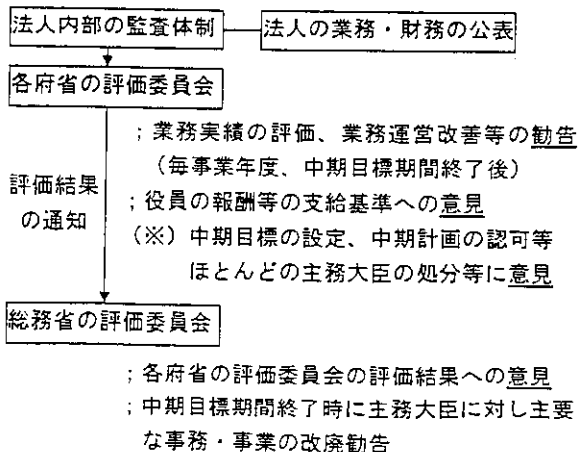 法人内部の監査体制 法人の業務・財務の公表
各府省の評価委員会
；業務実績の評価、業務運営改善等の勧告
（毎事業年度、中期目標期間終了後）
評価結果
の通知
；役員の報酬等の支給基準への意見
（※）中期目標の設定、中期計画の認可等
ほとんどの主務大臣の処分等に意見
総務省の評価委員会
；各府省の評価委員会の評価結果への意見
；中期目標期間終了時に主務大臣に対し主要
な事務・事業の改廃勧告